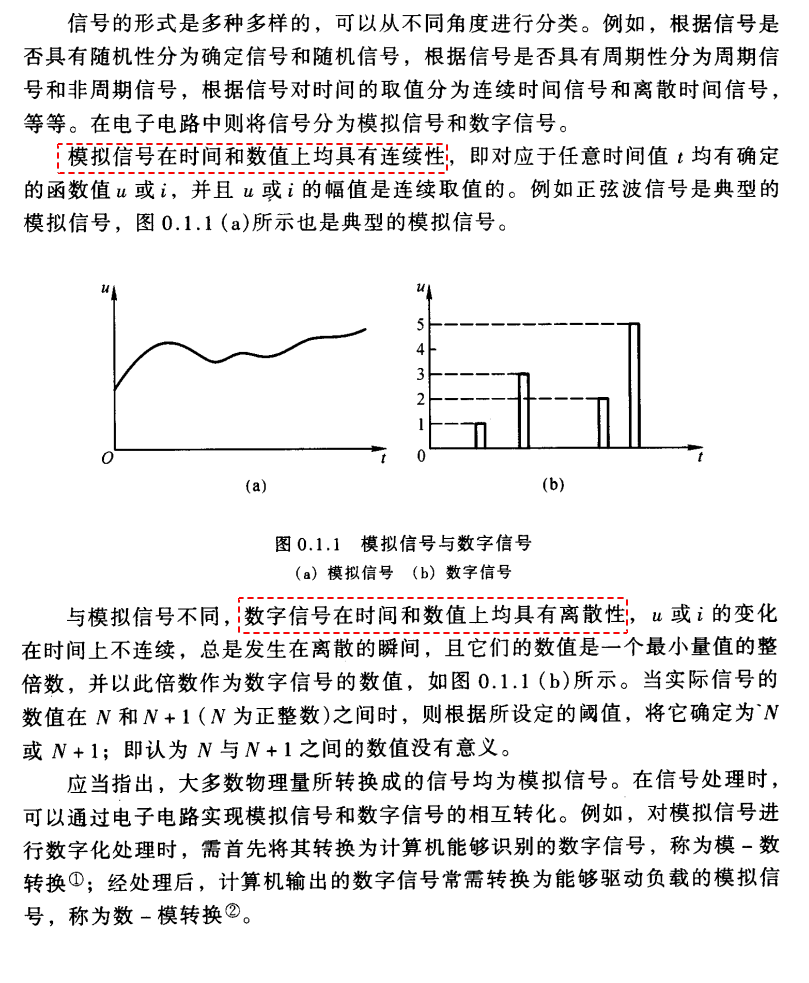 信号的形式是多种多样的，可以从不同角度进行分类。例如，根据信号是
否具有随机性分为确定信号和随机信号，根据信号是否具有周期性分为周期信
号和非周期信号，根据信号对时间的取值分为连续时间信号和离散时间信号，
等等。在电子电路中则将信号分为模拟信号和数字信号。
模拟信号在时间和数值上均具有连续性，即对应于任意时间值 t 均有确定
的函数值 u 或 i，并且 u 或 i 的幅值是连续取值的。例如正弦波信号是典型的
模拟信号，图 0.1.1 (a)所示也是典型的模拟信号。
u
O
t
(a)
u
5
4
3
2
1
0
t
(b)
图 0.1.1 模拟信号与数字信号
(a) 模拟信号 (b) 数字信号
与模拟信号不同，数字信号在时间和数值上均具有离散性，u 或 i 的变化
在时间上不连续，总是发生在离散的瞬间，且它们的数值是一个最小量值的整
倍数，并以此倍数作为数字信号的数值，如图 0.1.1 (b)所示。当实际信号的
数值在 N 和 N + 1 ( N 为正整数)之间时，则根据所设定的阈值，将它确定为 N
或 N + 1；即认为 N 与 N + 1 之间的数值没有意义。
应当指出，大多数物理量所转换成的信号均为模拟信号。在信号处理时，
可以通过电子电路实现模拟信号和数字信号的相互转化。例如，对模拟信号进
行数字化处理时，需首先将其转换为计算机能够识别的数字信号，称为模 – 数
转换①；经处理后，计算机输出的数字信号常需转换为能够驱动负载的模拟信
号，称为数 – 模转换②。